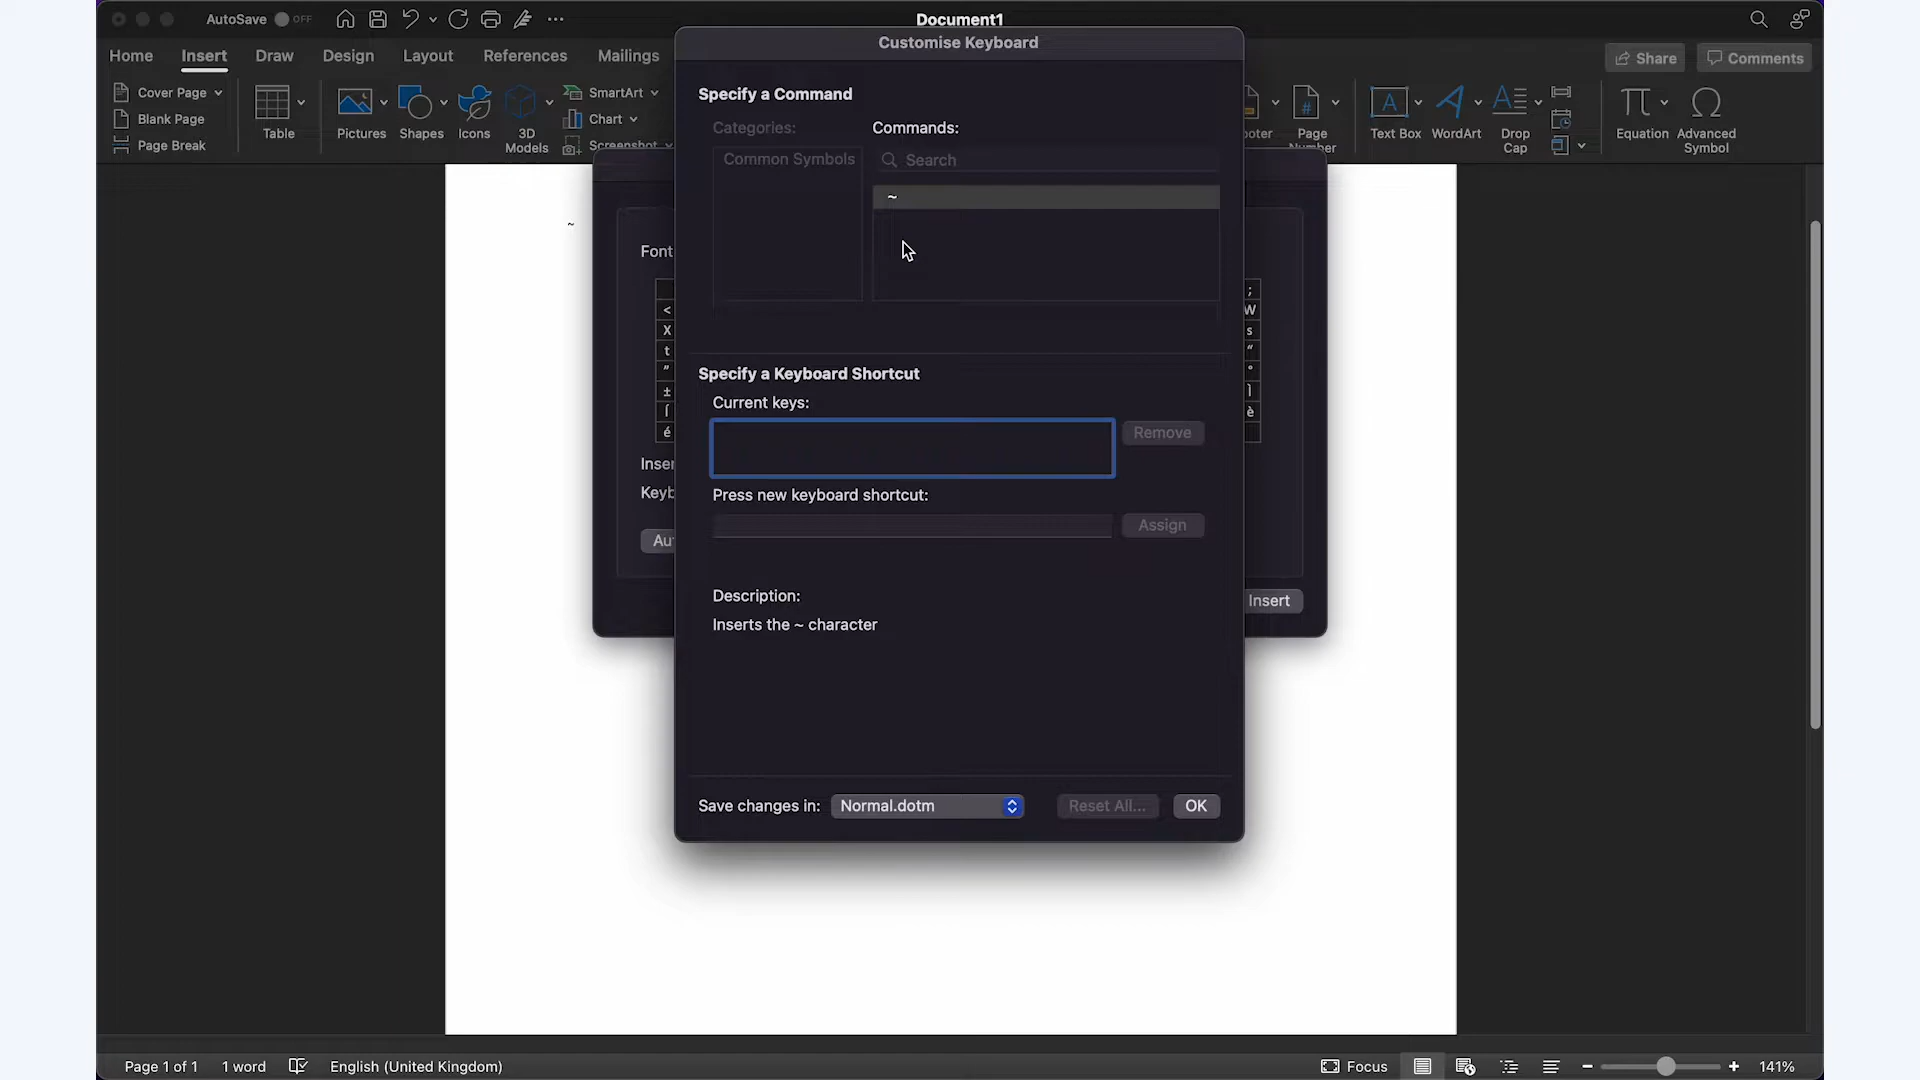 AutoSave OFF
Document1
Home Insert Draw Design Layout References Mailings
Share Comments
Cover Page
Blank Page
Page Break
Table
Pictures
Shapes
Icons
3D
Models
SmartArt
Chart
Screenshot
Page
Number
Text Box
WordArt
Drop
Cap
Equation
Advanced
Symbol
Customise Keyboard
Specify a Command
Categories:
Commands:
Common Symbols
Search
~
~
Font
;
< W
X s
t “
” °
±
é
è
Specify a Keyboard Shortcut
Current keys:
Remove
Press new keyboard shortcut:
Assign
Description:
Inserts the ~ character
Insert
Save changes in: Normal.dotm
Reset All...
OK
Page 1 of 1 1 word English (United Kingdom)
Focus
141%